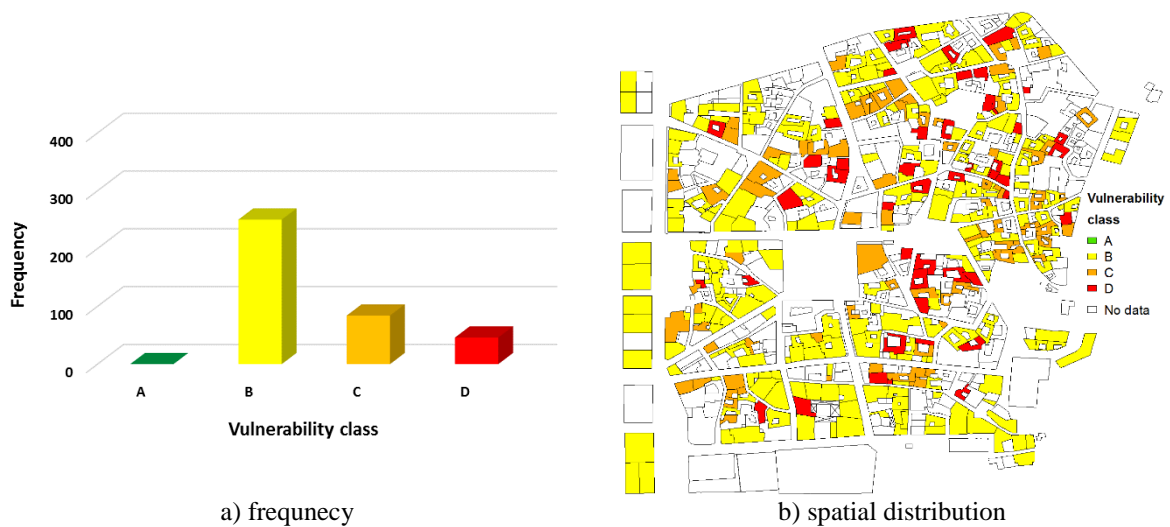 400
300
200
100
0
Frequency
A
B
C
D
Vulnerability class
Vulnerability
class
A
B
C
D
No data
a) frequnecy
b) spatial distribution